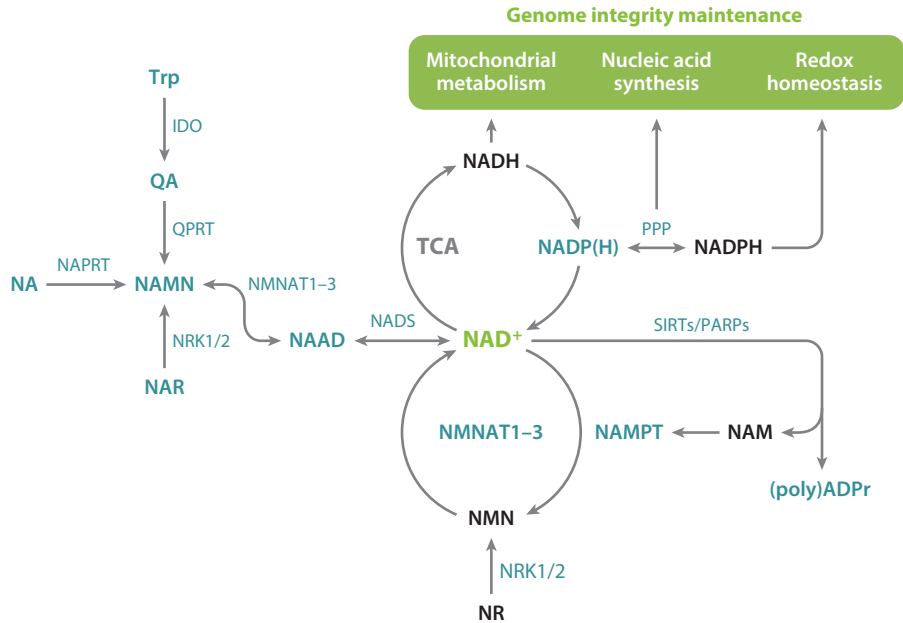 Genome integrity maintenance
Mitochondrial
metabolism
Nucleic acid
synthesis
Redox
homeostasis
Trp
IDO
QA
QPRT
NA
NAPRT
NAMN
NMNAT1–3
NRK1/2
NAR
NAAD
NADS
NADH
TCA
NADP(H)
PPP
NADPH
NAD⁺
SIRTs/PARPs
NMNAT1–3
NAMPT
NAM
(poly)ADPr
NMN
NRK1/2
NR